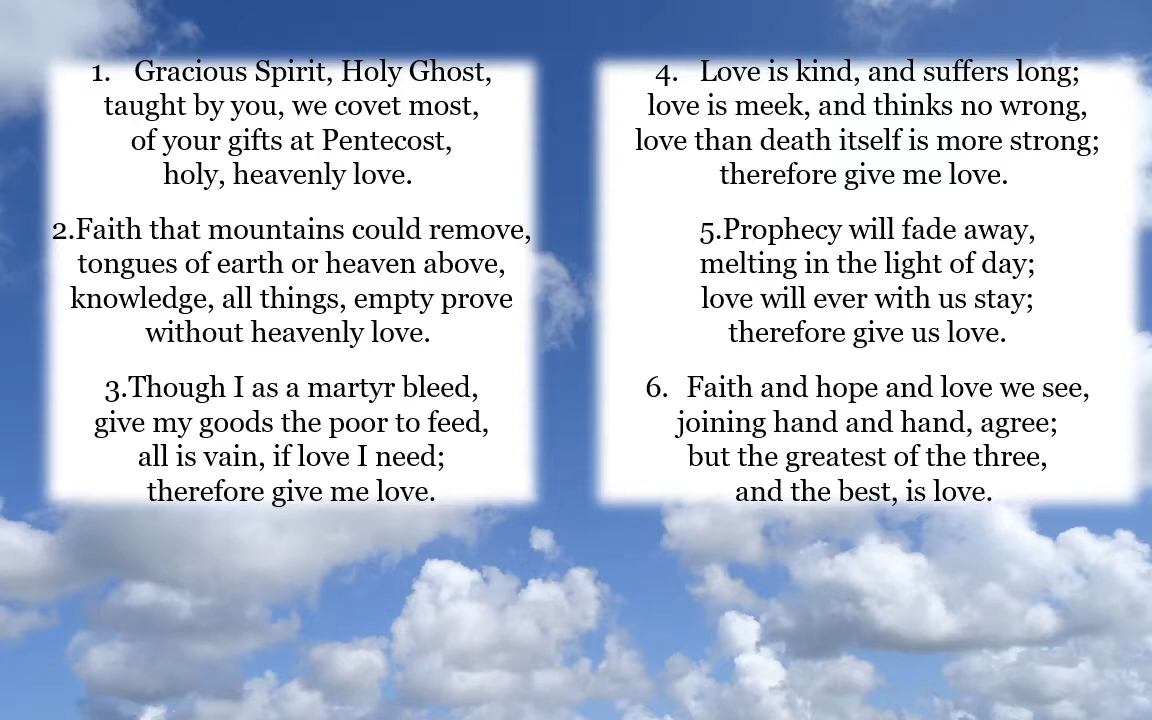 1. Gracious Spirit, Holy Ghost,
taught by you, we covet most,
of your gifts at Pentecost,
holy, heavenly love.
2.Faith that mountains could remove,
tongues of earth or heaven above,
knowledge, all things, empty prove
without heavenly love.
3.Though I as a martyr bleed,
give my goods the poor to feed,
all is vain, if love I need;
therefore give me love.
4. Love is kind, and suffers long;
love is meek, and thinks no wrong,
love than death itself is more strong;
therefore give me love.
5.Prophecy will fade away,
melting in the light of day;
love will ever with us stay;
therefore give us love.
6. Faith and hope and love we see,
joining hand and hand, agree;
but the greatest of the three,
and the best, is love.